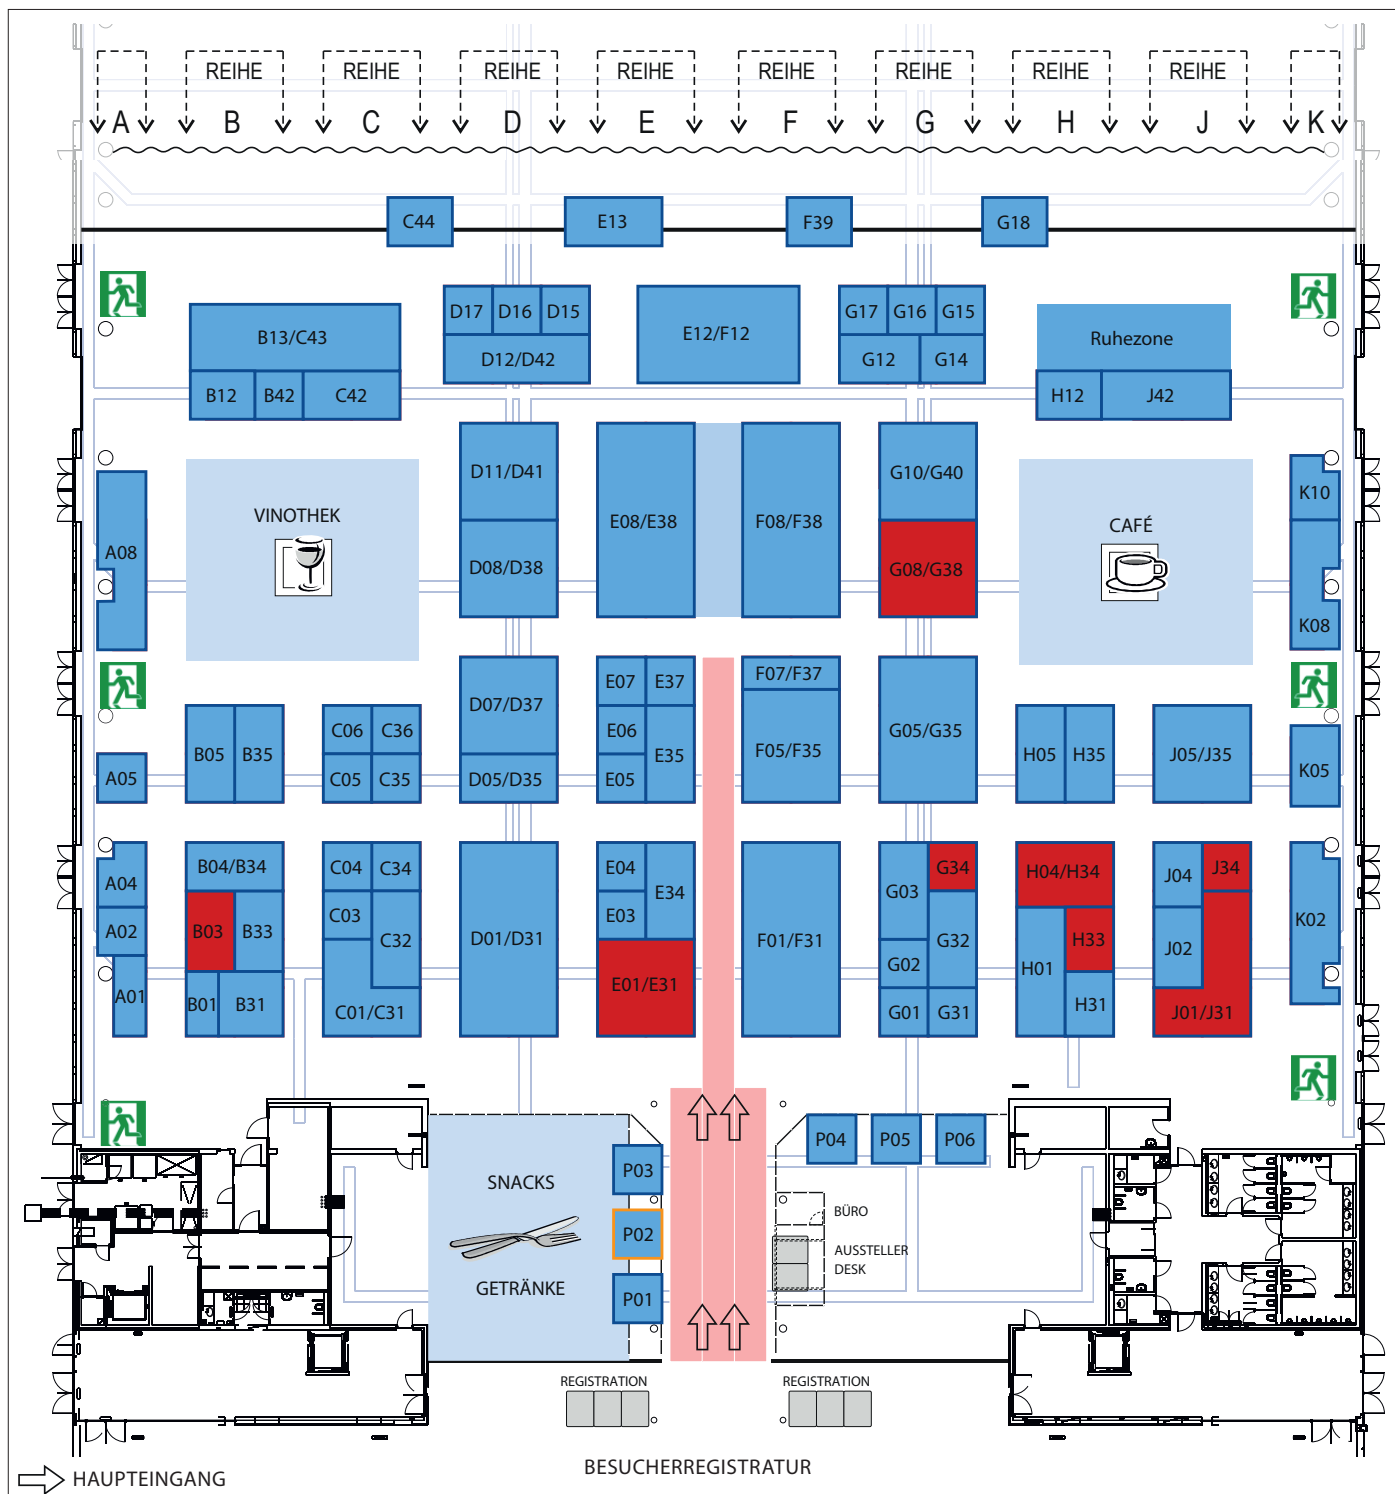 REIHE REIHE REIHE REIHE REIHE REIHE REIHE REIHE
A B C D E F G H J K
C44 E13 F39 G18
D17 D16 D15 G17 G16 G15
B13/C43 E12/F12 Ruhezone
D12/D42 G12 G14
B12 B42 C42 H12 J42
D11/D41 G10/G40
K10
VINOTHEK E08/E38 F08/F38 CAFÉ
A08
D08/D38 G08/G38
K08
E07 E37 F07/F37
D07/D37
C06 C36 E06
B05 B35 E35 F05/F35 G05/G35 H05 H35 J05/J35
A05 C05 C35 D05/D35 E05 K05
B04/B34 C04 C34 E04 G34 H04/H34 J04 J34
A04 E34 G03
C03 E03
A02 B03 B33 C32 D01/D31 F01/F31 G32 H33 J02 K02
G02 H01
E01/E31
A01 B01 B31 C01/C31 G01 G31 H31 J01/J31
P04 P05 P06
P03
SNACKS
BÜRO
P02
AUSSTELLER
DESK
GETRÄNKE
P01
REGISTRATION REGISTRATION
BESUCHERREGISTRATUR
HAUPTEINGANG